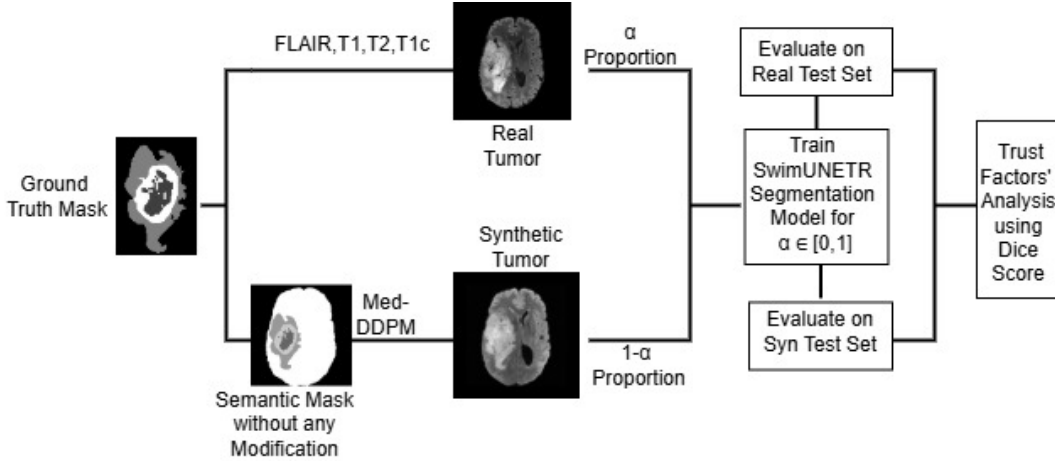 Ground
Truth Mask
FLAIR,T1,T2,T1c
Real
Tumor
α
Proportion
Semantic Mask
without any
Modification
Med-
DDPM
Synthetic
Tumor
1-α
Proportion
Evaluate on
Real Test Set
Train
SwimUNETR
Segmentation
Model for
α ∈ [0,1]
Evaluate on
Syn Test Set
Trust
Factors'
Analysis
using
Dice
Score